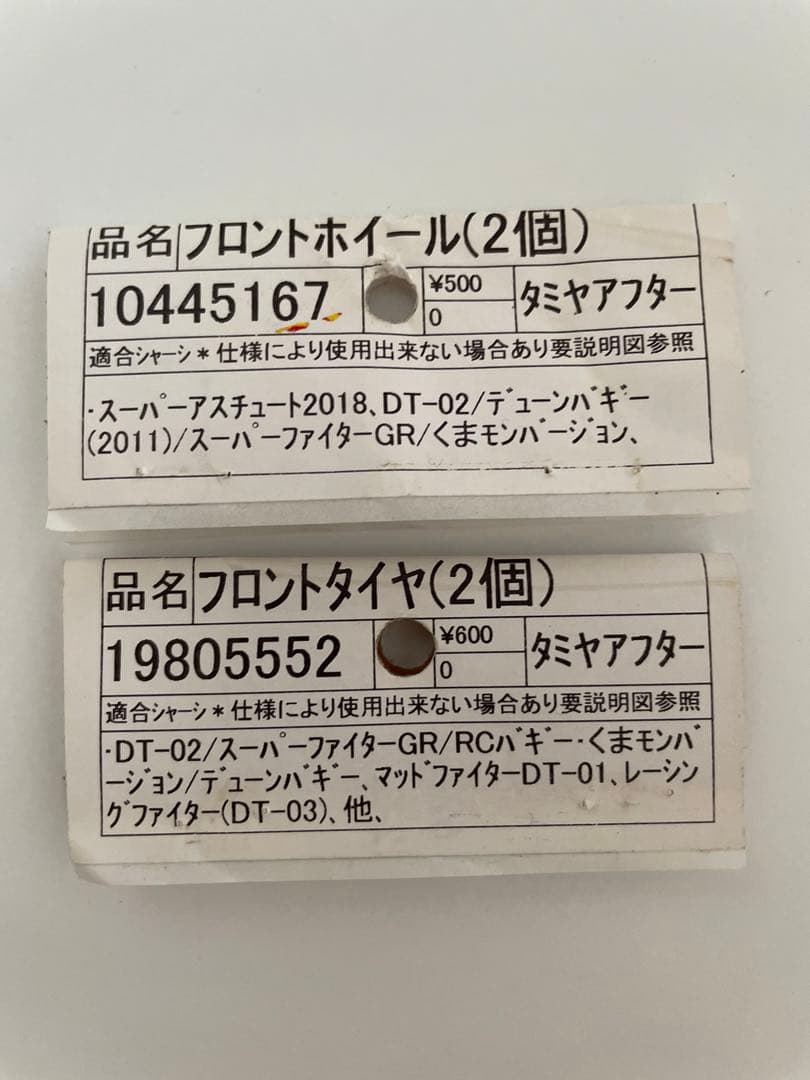 品名 フロントホイール(2個)
10445167 ¥500 タミヤアフター
0
適合シャーシ*仕様により使用出来ない場合あり要説明図参照
・スーパーアスチュート2018、DT-02/デューンバギー
(2011)/スーパーファイターGR/くまモンバージョン、
品名 フロントタイヤ(2個)
19805552 ¥600 タミヤアフター
0
適合シャーシ*仕様により使用出来ない場合あり要説明図参照
・DT-02/スーパーファイターGR/RCバギー・くまモンバ
ージョン/デューンバギー、マッドファイターDT-01、レーシン
グファイター(DT-03)、他、